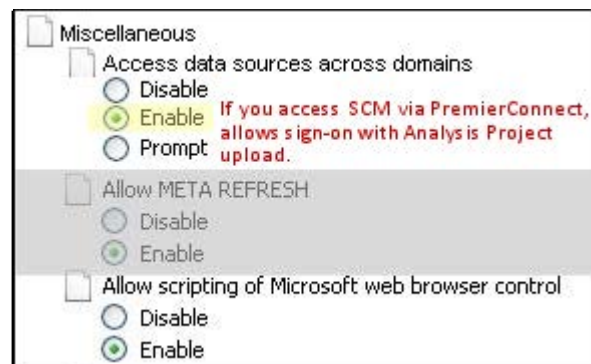 Miscellaneous
Access data sources across domains
Disable
Enable
If you access SCM via PremierConnect,
allows sign-on with Analysis Project
upload.
Prompt
Allow META REFRESH
Disable
Enable
Allow scripting of Microsoft web browser control
Disable
Enable